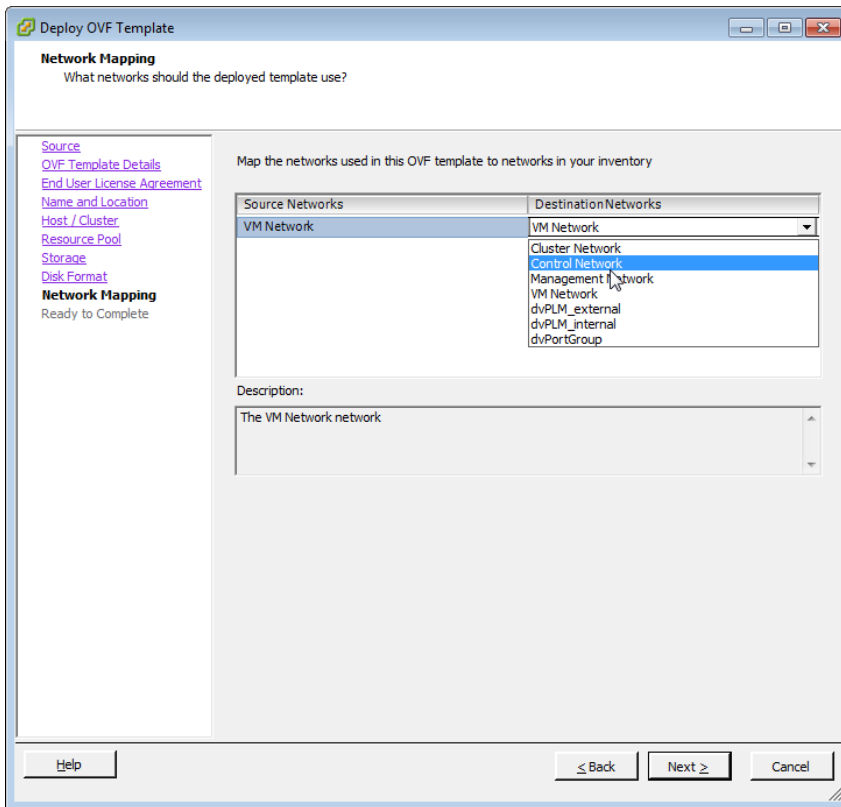 Deploy OVF Template
Network Mapping
What networks should the deployed template use?
Source
OVF Template Details
End User License Agreement
Name and Location
Host / Cluster
Resource Pool
Storage
Disk Format
Network Mapping
Ready to Complete
Map the networks used in this OVF template to networks in your inventory
Source Networks DestinationNetworks
VM Network VM Network
Cluster Network
Control Network
Management Network
VM Network
dvPLM_external
dvPLM_internal
dvPortGroup
Description:
The VM Network network
Help < Back Next > Cancel